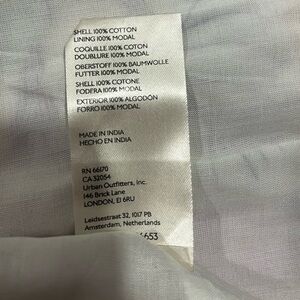 SHELL 100% COTTON
LINING 100% MODAL
COQUILLE 100% COTON
DOUBLURE 100% MODAL
OBERSTOFF 100% BAUMWOLLE
FUTTER 100% MODAL
SHELL 100% COTONE
FODERA 100% MODAL
EXTERIOR 100% ALGODÓN
FORRO 100% MODAL
MADE IN INDIA
HECHO EN INDIA
RN 66170
CA 32054
Urban Outfitters, Inc.
146 Brick Lane
LONDON, E1 6RU
Leidsestraat 32, 1017 PB
Amsterdam, Netherlands